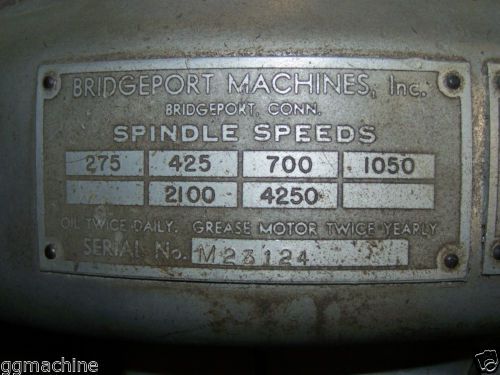 BRIDGEPORT MACHINES, Inc.
BRIDGEPORT, CONN.
SPINDLE SPEEDS
275 425 700 1050
2100 4250
OIL TWICE DAILY. GREASE MOTOR TWICE YEARLY
SERIAL No. M23124
ggmachine